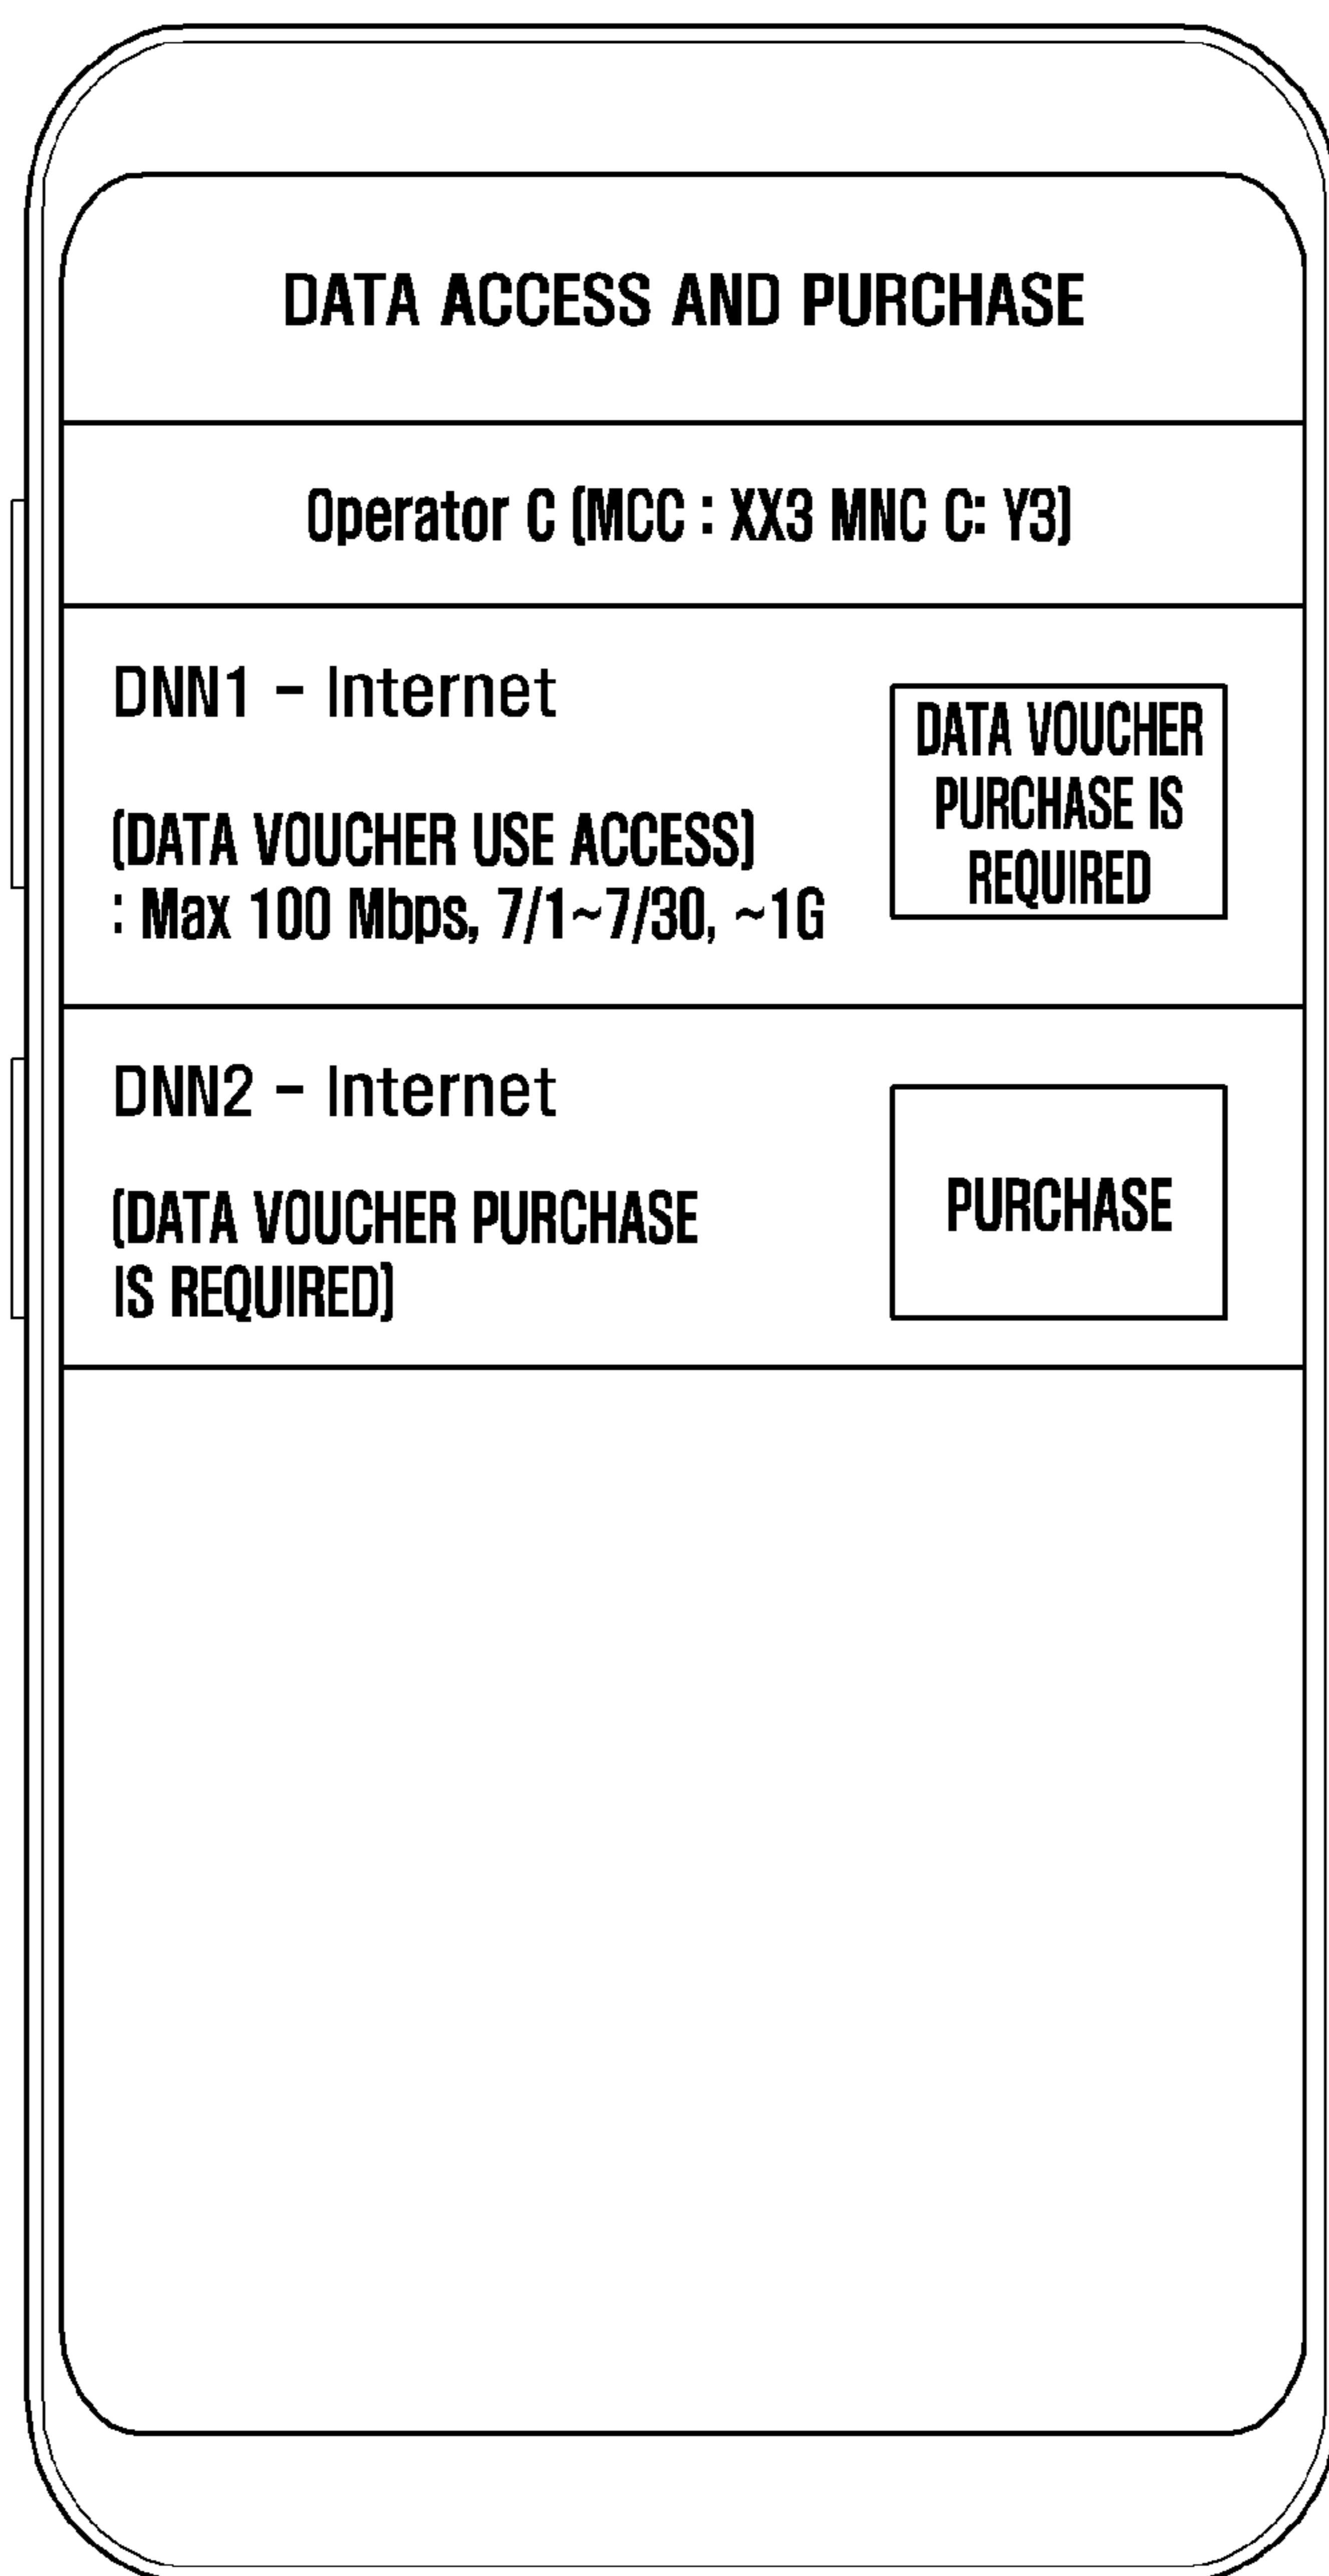 DATA ACCESS AND PURCHASE
Operator C (MCC : XX3 MNC C: Y3)
DNN1 - Internet
(DATA VOUCHER USE ACCESS)
: Max 100 Mbps, 7/1~7/30, ~1G
DATA VOUCHER
PURCHASE IS
REQUIRED
DNN2 - Internet
(DATA VOUCHER PURCHASE
IS REQUIRED)
PURCHASE